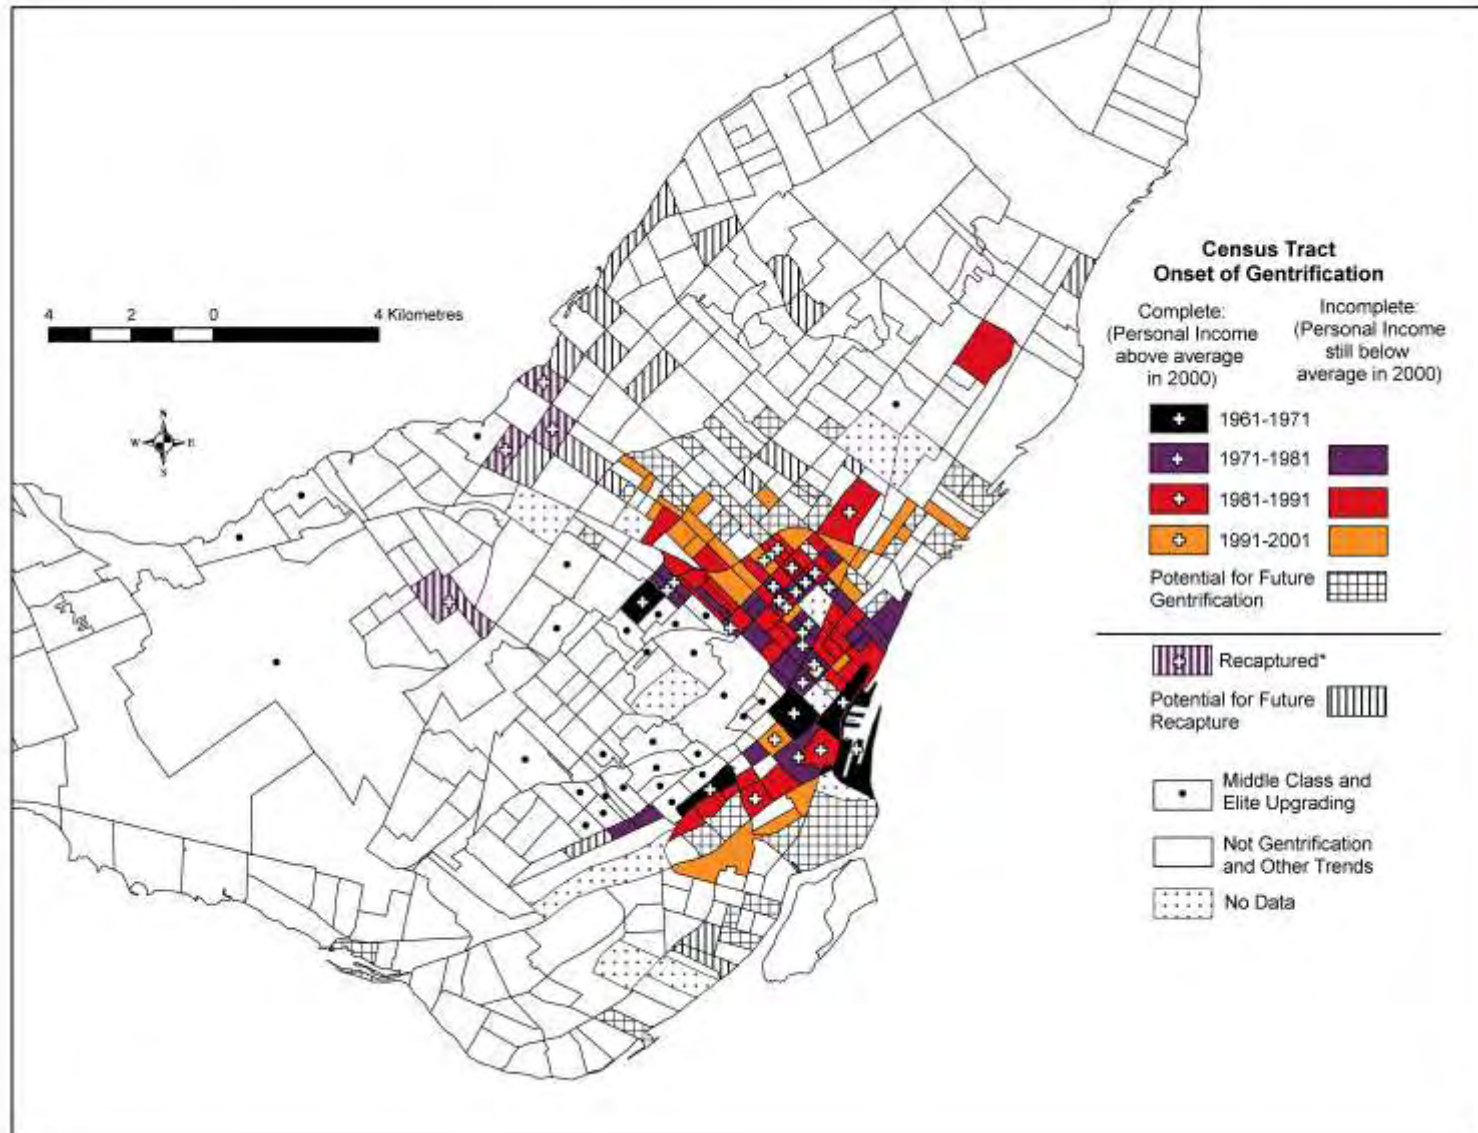 Census Tract
Onset of Gentrification
Complete:
(Personal Income
above average
in 2000)
Incomplete:
(Personal Income
still below
average in 2000)
1961-1971
1971-1981
1981-1991
1991-2001
Potential for Future
Gentrification
Recaptured*
Potential for Future
Recapture
Middle Class and
Elite Upgrading
Not Gentrification
and Other Trends
No Data
4 2 0 4 Kilometres
N
W E
S